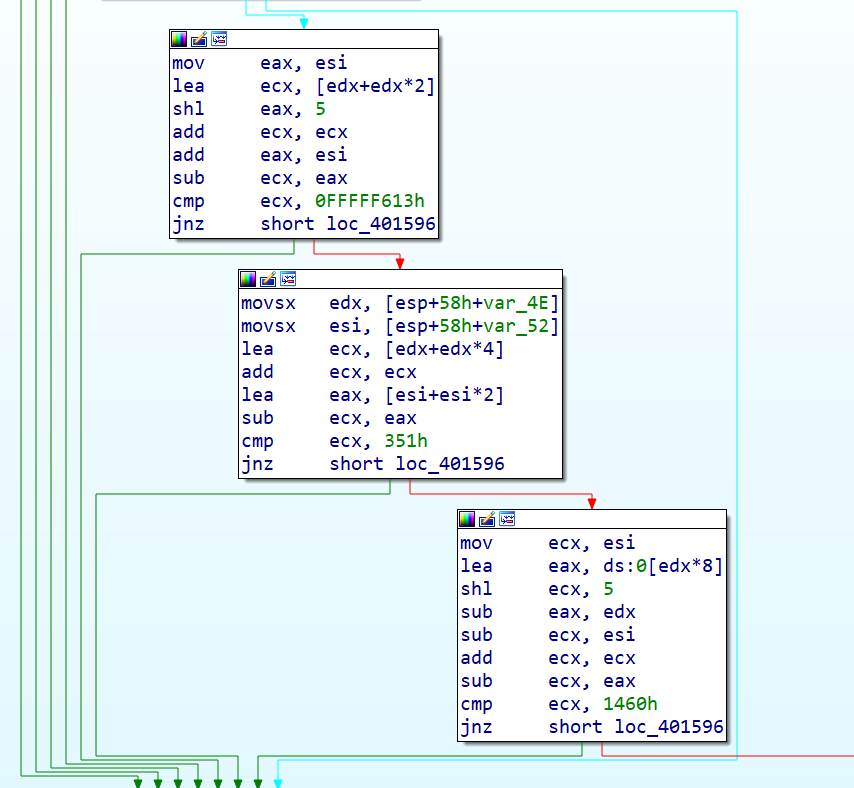 mov eax, esi
lea ecx, [edx+edx*2]
shl eax, 5
add ecx, ecx
add eax, esi
sub ecx, eax
cmp ecx, 0FFFFF613h
jnz short loc_401596
movsx edx, [esp+58h+var_4E]
movsx esi, [esp+58h+var_52]
lea ecx, [edx+edx*4]
add ecx, ecx
lea eax, [esi+esi*2]
sub ecx, eax
cmp ecx, 351h
jnz short loc_401596
mov ecx, esi
lea eax, ds:0[edx*8]
shl ecx, 5
sub eax, edx
sub ecx, esi
add ecx, ecx
sub ecx, eax
cmp ecx, 1460h
jnz short loc_401596